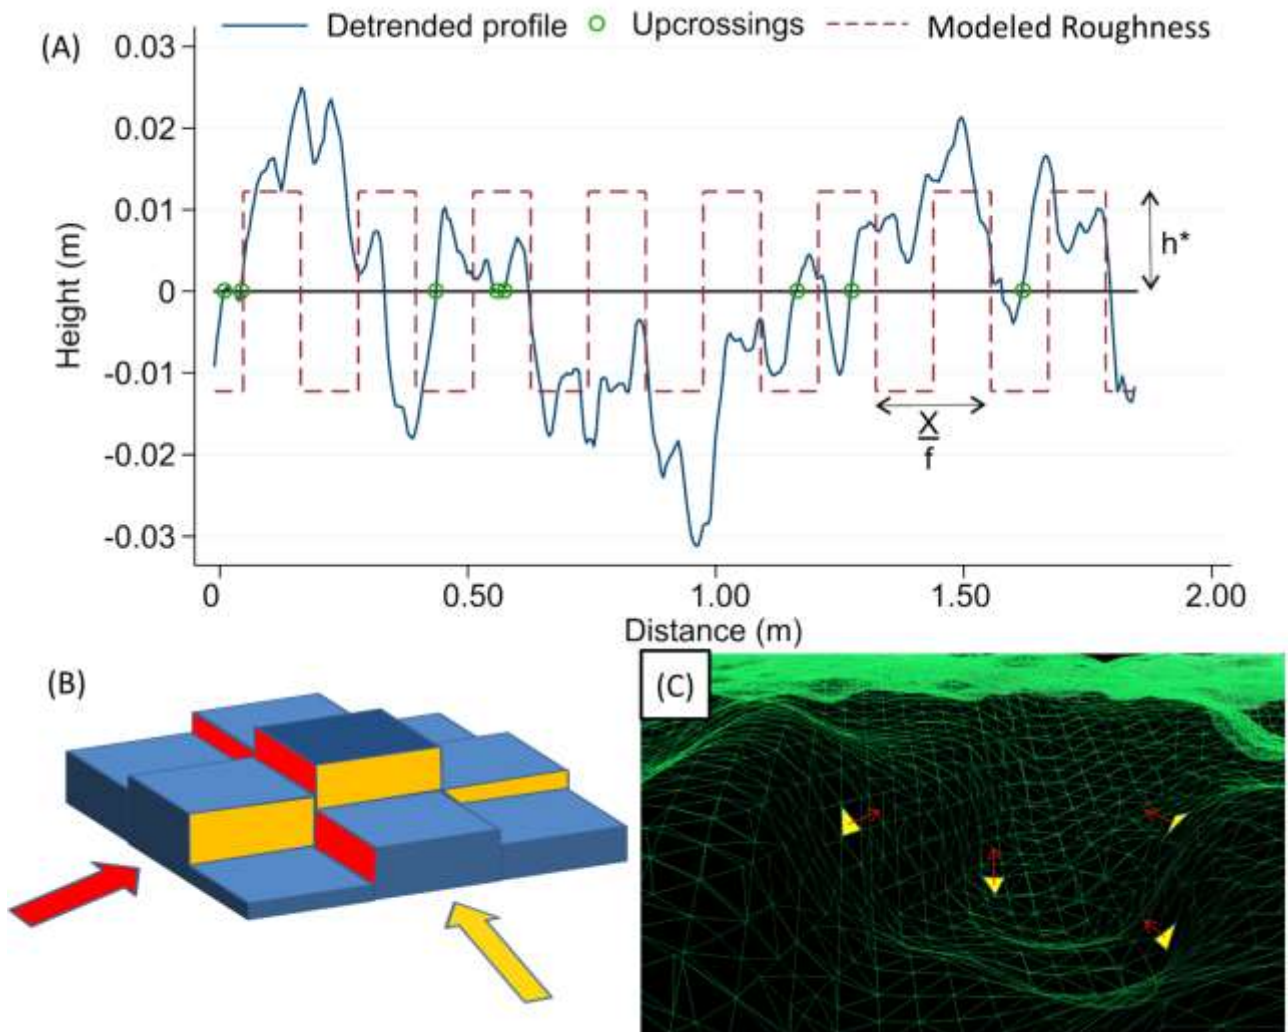 (A)
Detrended profile Upcrossings Modeled Roughness
0.03
0.02
0.01
0
-0.01
-0.02
-0.03
Height (m)
h*
X
f
0 0.50 1.00 1.50 2.00
Distance (m)
(B)
(C)